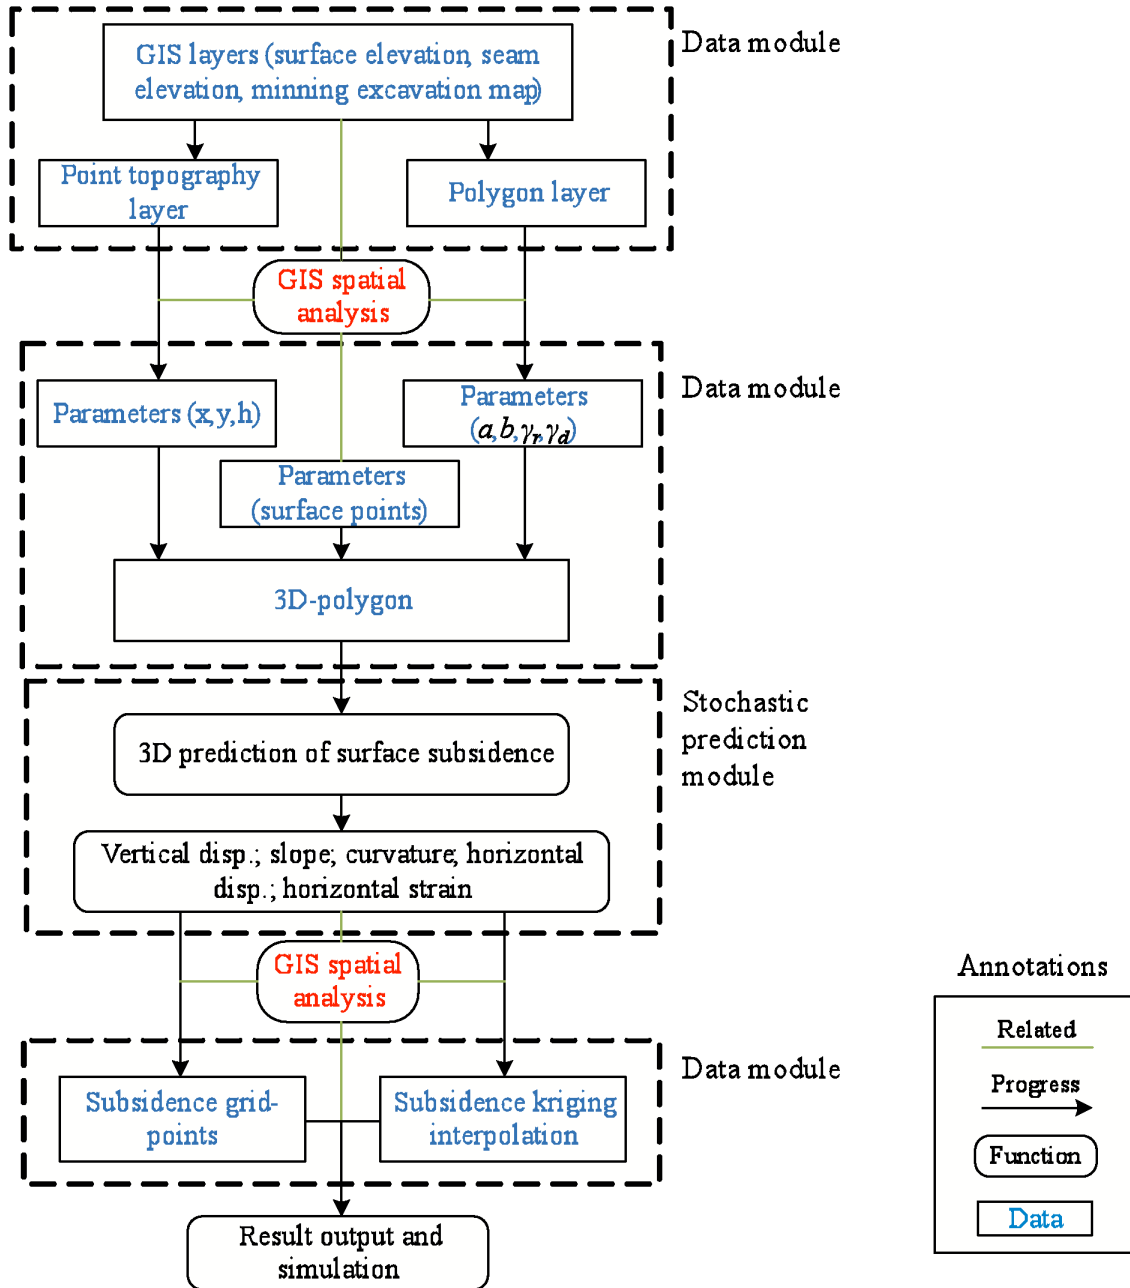 GIS layers (surface elevation, seam
elevation, minning excavation map)
Data module
Point topography
layer
Polygon layer
GIS spatial
analysis
Data module
Parameters (x,y,h)
Parameters
(a,b,γr,γd)
Parameters
(surface points)
3D-polygon
Stochastic
prediction
module
3D prediction of surface subsidence
Vertical disp.; slope; curvature; horizontal
disp.; horizontal strain
GIS spatial
analysis
Data module
Subsidence grid-
points
Subsidence kriging
interpolation
Result output and
simulation
Annotations
Related
Progress
Function
Data